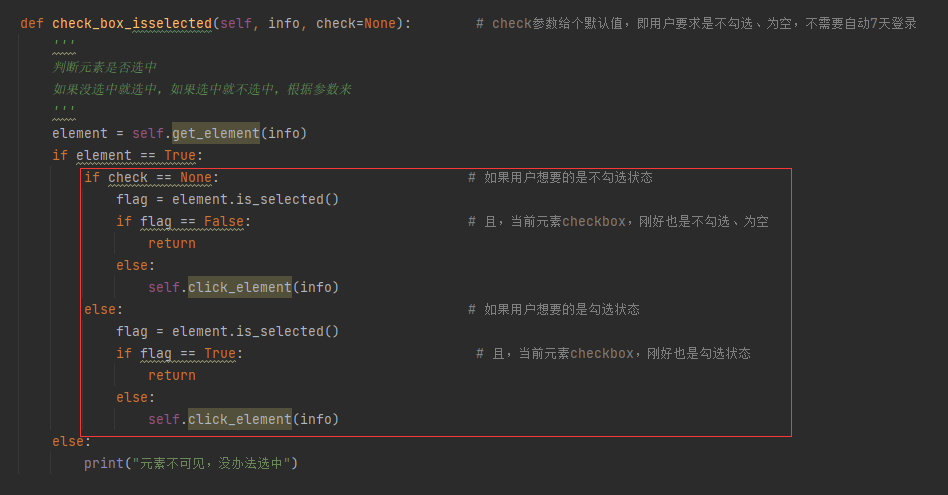 def check_box_isselected(self, info, check=None): # check参数给个默认值，即用户要求是不勾选、为空，不需要自动7天登录
'''
判断元素是否选中
如果没选中就选中，如果选中就不选中，根据参数来
'''
element = self.get_element(info)
if element == True:
if check == None: # 如果用户想要的是不勾选状态
flag = element.is_selected()
if flag == False: # 且，当前元素checkbox，刚好也是不勾选、为空
return
else:
self.click_element(info)
else: # 如果用户想要的是勾选状态
flag = element.is_selected()
if flag == True: # 且，当前元素checkbox，刚好也是勾选状态
return
else:
self.click_element(info)
else:
print("元素不可见，没办法选中")